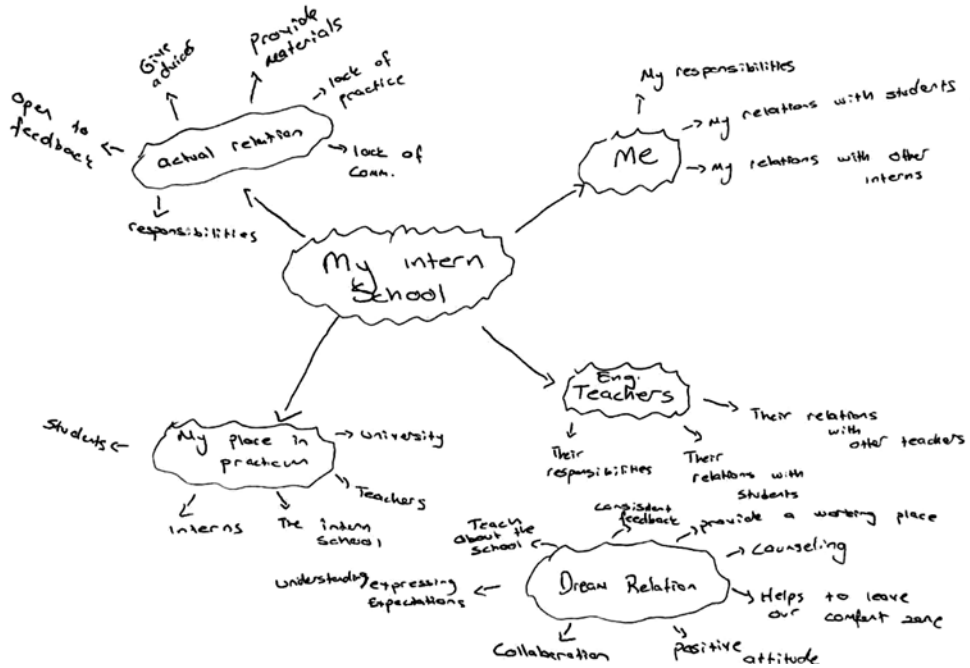 Provide
Materials
Give
advices
Open to
feedback
lack of
practice
actual relation
lack of
Comm.
responsibilities
My responsibilities
My relations with students
Me
My relations with other
interns
My intern
School
Eng.
Teachers
Their relations
with
other teachers
Their
responsibilities
Their
relations with
students
Students
My place in
practicum
University
Teachers
Interns
The intern
School
Teach
about the
school
consistent
feedback
provide a working place
Counseling
Understanding
expressing
Expectations
Dream Relation
Helps to leave
our comfort zone
Collaboration
positive
attitude